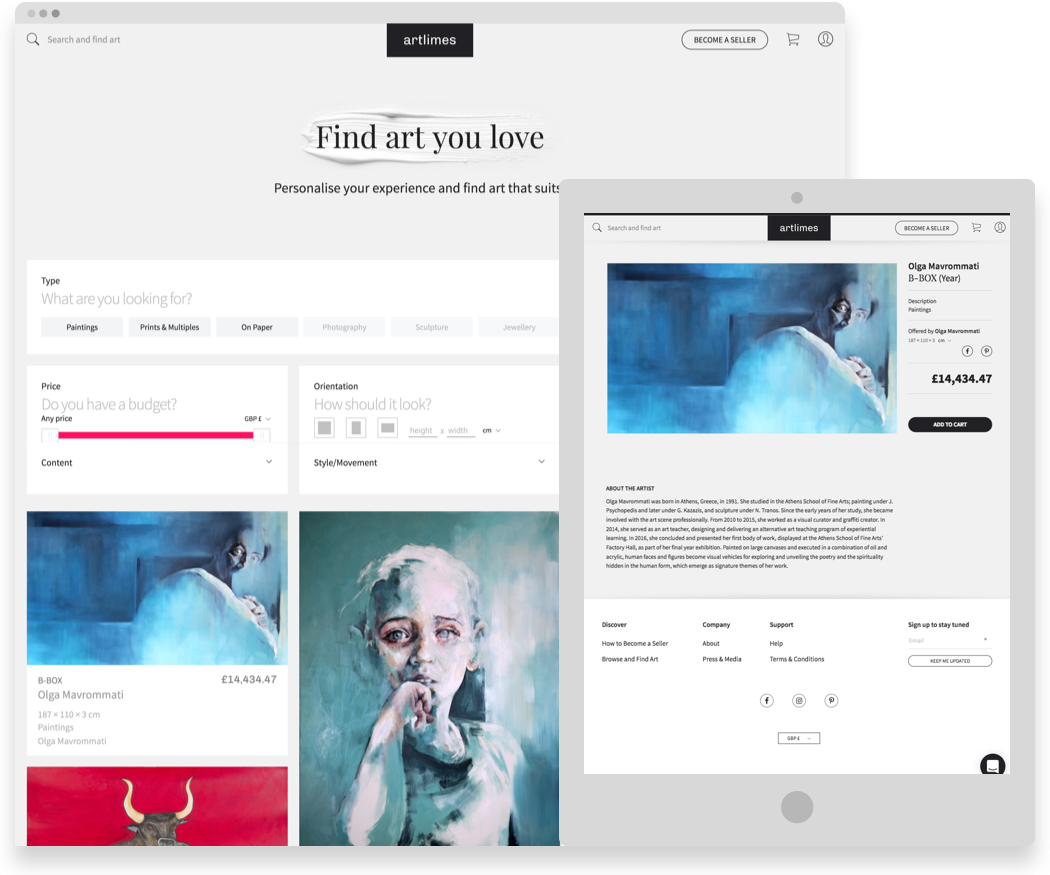 Search and find art
artlimes
BECOME A SELLER
Find art you love
Personalise your experience and find art that suits
Type
What are you looking for?
Paintings
Prints & Multiples
On Paper
Photography
Sculpture
Jewellery
Price
Do you have a budget?
Any price
GBP £
Content
Orientation
How should it look?
height x width cm
Style/Movement
B-BOX
£14,434.47
Olga Mavrommati
187 × 110 × 3 cm
Paintings
Olga Mavrommati
Search and find art
artlimes
BECOME A SELLER
Olga Mavrommati
B-BOX (Year)
Description
Paintings
Offered by Olga Mavrommati
187 × 110 × 3 cm
£14,434.47
ADD TO CART
ABOUT THE ARTIST
Olga Mavrommati was born in Athens, Greece, in 1991. She studied in the Athens School of Fine Arts; painting under J.
Psychopedis and later under G. Kazazis, and sculpture under N. Tranos. Since the early years of her study, she became
involved with the art scene professionally. From 2010 to 2015, she worked as a visual curator and graffiti creator. In
2014, she served as an art teacher, designing and delivering an alternative art teaching program of experiential
learning. In 2016, she concluded and presented her first body of work, displayed at the Athens School of Fine Arts'
Factory Hall, as part of her final year exhibition. Painted on large canvases and executed in a combination of oil and
acrylic, human faces and figures become visual vehicles for exploring and unveiling the poetry and the spirituality
hidden in the human form, which emerge as signature themes of her work.
Discover
How to Become a Seller
Browse and Find Art
Company
About
Press & Media
Support
Help
Terms & Conditions
Sign up to stay tuned
Email *
KEEP ME UPDATED
GBP £